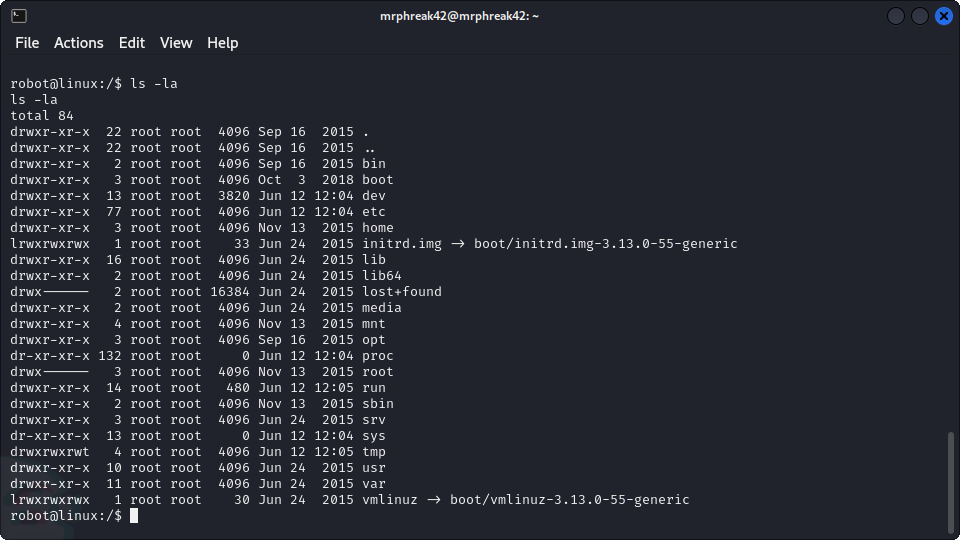 mrphreak42@mrphreak42: ~
File Actions Edit View Help
robot@linux:/$ ls -la
ls -la
total 84
drwxr-xr-x  22 root root  4096 Sep 16  2015 .
drwxr-xr-x  22 root root  4096 Sep 16  2015 ..
drwxr-xr-x   2 root root  4096 Sep 16  2015 bin
drwxr-xr-x   3 root root  4096 Oct  3  2018 boot
drwxr-xr-x  13 root root  3820 Jun 12 12:04 dev
drwxr-xr-x  77 root root  4096 Jun 12 12:04 etc
drwxr-xr-x   3 root root  4096 Nov 13  2015 home
lrwxrwxrwx   1 root root    33 Jun 24  2015 initrd.img -> boot/initrd.img-3.13.0-55-generic
drwxr-xr-x  16 root root  4096 Jun 24  2015 lib
drwxr-xr-x   2 root root  4096 Jun 24  2015 lib64
drwx------   2 root root 16384 Jun 24  2015 lost+found
drwxr-xr-x   2 root root  4096 Jun 24  2015 media
drwxr-xr-x   4 root root  4096 Nov 13  2015 mnt
drwxr-xr-x   3 root root  4096 Sep 16  2015 opt
dr-xr-xr-x 132 root root     0 Jun 12 12:04 proc
drwx------   3 root root  4096 Nov 13  2015 root
drwxr-xr-x  14 root root   480 Jun 12 12:05 run
drwxr-xr-x   2 root root  4096 Nov 13  2015 sbin
drwxr-xr-x   3 root root  4096 Jun 24  2015 srv
dr-xr-xr-x  13 root root     0 Jun 12 12:04 sys
drwxrwxrwt   4 root root  4096 Jun 12 12:05 tmp
drwxr-xr-x  10 root root  4096 Jun 24  2015 usr
drwxr-xr-x  11 root root  4096 Jun 24  2015 var
lrwxrwxrwx   1 root root    30 Jun 24  2015 vmlinuz -> boot/vmlinuz-3.13.0-55-generic
robot@linux:/$